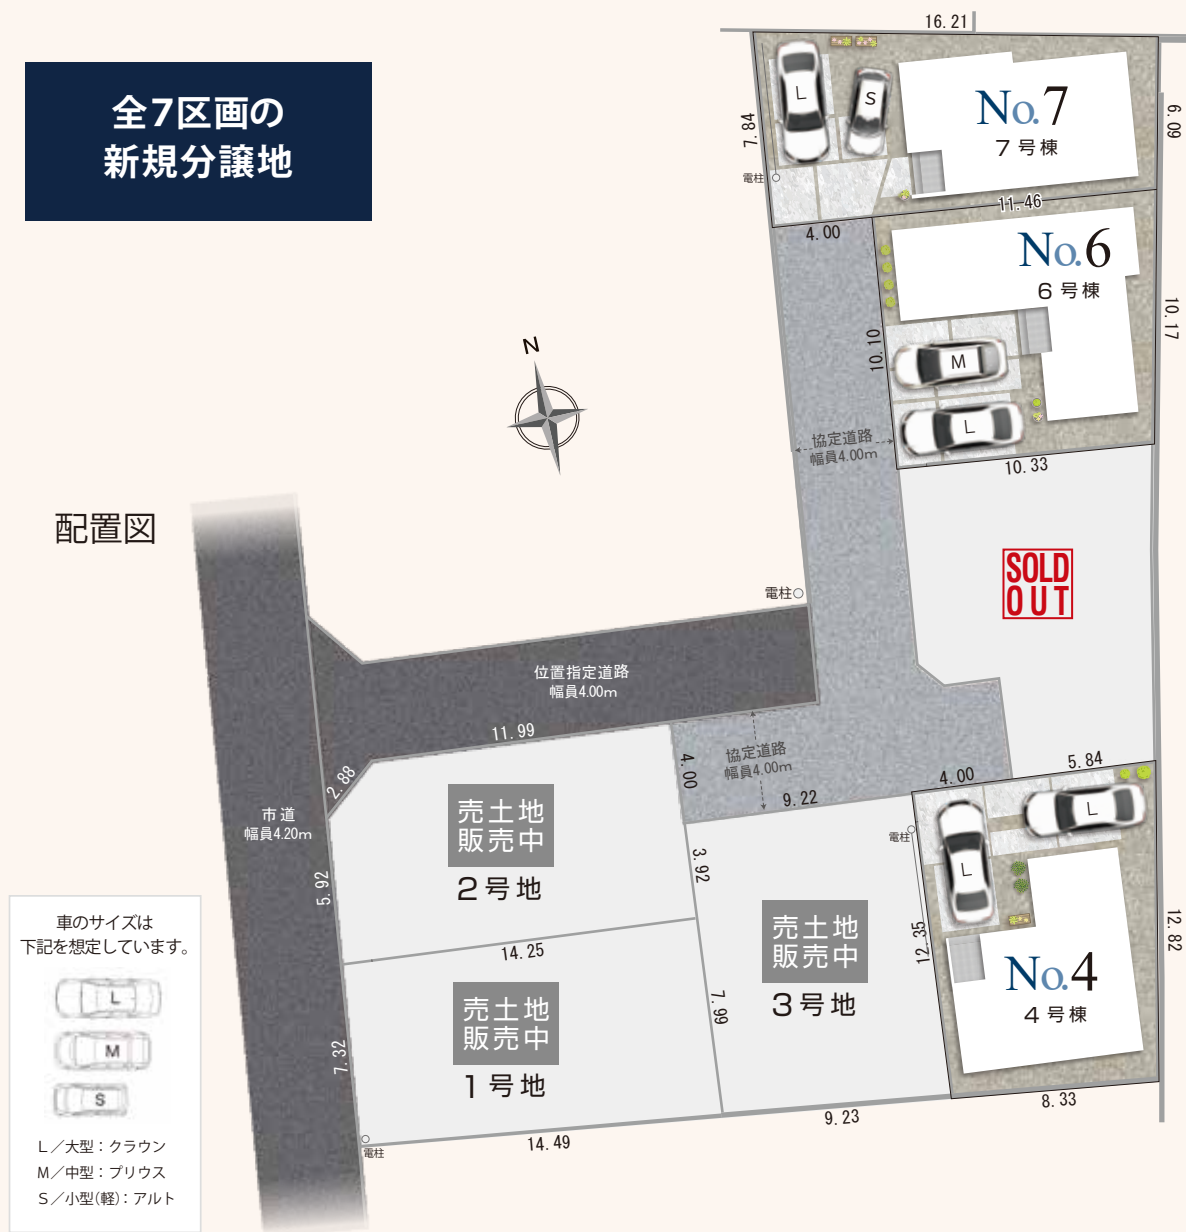 全7区画の
新規分譲地
配置図
N
16.21
7.84
L
S
No.7
7号棟
6.09
電柱
4.00
11.46
No.6
6号棟
10.17
10.10
M
L
協定道路
幅員4.00m
10.33
SOLD
OUT
電柱
位置指定道路
幅員4.00m
11.99
2.88
市道
幅員4.20m
4.00
協定道路
幅員4.00m
9.22
4.00
5.84
売土地
販売中
2号地
5.92
3.92
14.25
電柱
L
L
12.35
12.82
No.4
4号棟
売土地
販売中
3号地
7.99
売土地
販売中
1号地
7.32
電柱
14.49
9.23
8.33
車のサイズは
下記を想定しています。
L
M
S
L/大型:クラウン
M/中型:プリウス
S/小型(軽):アルト